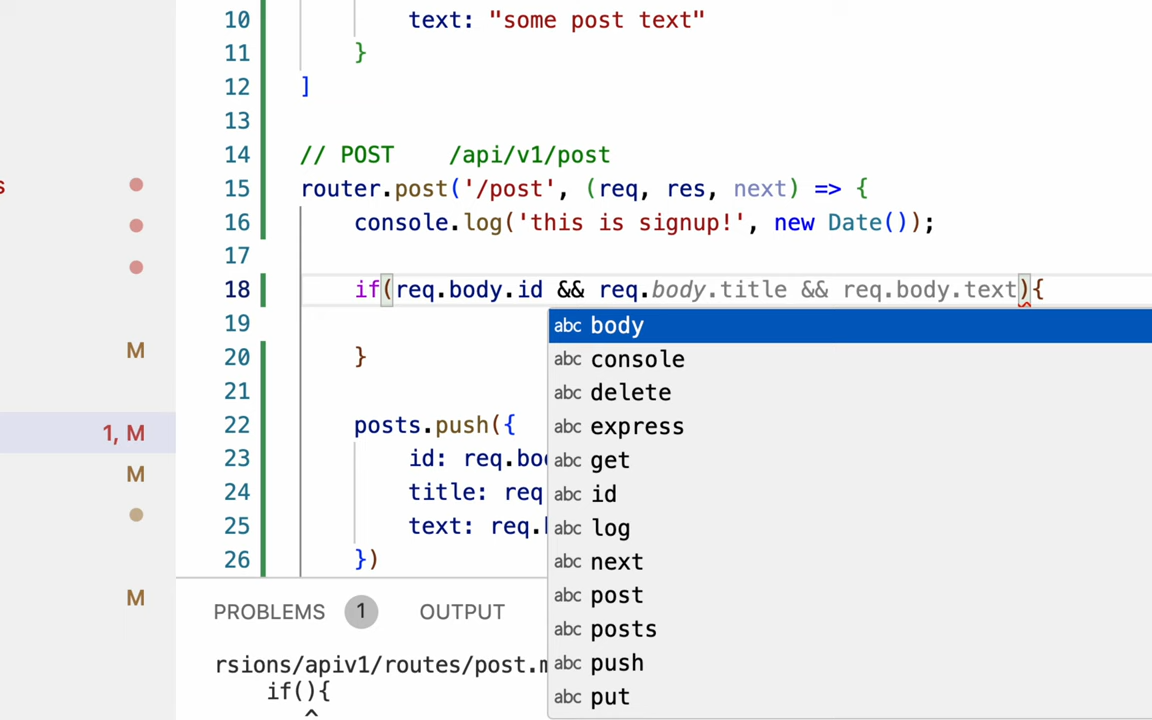 10 text: "some post text"
11 }
12 ]
13
14 // POST /api/v1/post
s
15 router.post('/post', (req, res, next) => {
16 console.log('this is signup!', new Date());
17
18 if(req.body.id && req.body.title && req.body.text){
19
abc body
M
20 }
abc console
21
abc delete
22 posts.push({
abc express
1, M
23 id: req.bo
abc get
M
24 title: req
abc id
25 text: req.
abc log
26 })
abc next
M
abc post
PROBLEMS 1 OUTPUT
abc posts
rsions/apiv1/routes/post.m
abc push
if(){
abc put
^